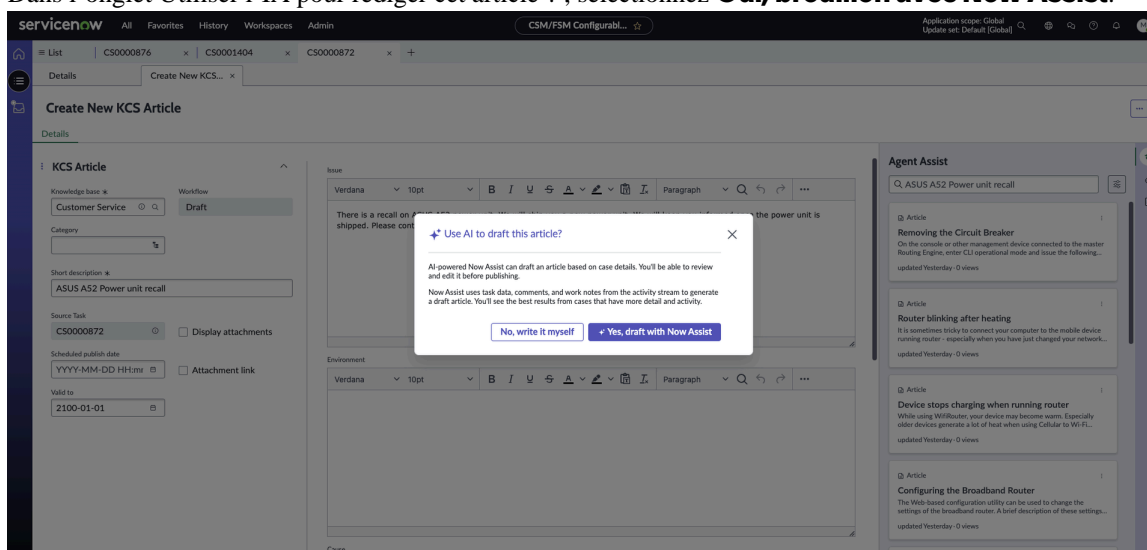 Dans l'onglet Utiliser l'IA pour rédiger cet article ?, sélectionnez Oui, brouillon avec Now Assist.
servicenow All Favorites History Workspaces Admin
CSM/FSM Configurabl... ☆
Application scope: Global
Update set: Default [Global]
List CS0000876 × CS0001404 × CS0000872 × +
Details Create New KCS... ×
Create New KCS Article
Details
KCS Article
Knowledge base Workflow
Customer Service Draft
Category
Short description
ASUS A52 Power unit recall
Source Task
CS0000872 Display attachments
Scheduled publish date
YYYY-MM-DD HH:mm Attachment link
Valid to
2100-01-01
Issue
Verdana 10pt B I U S A Paragraph ...
There is a recall on the power unit is
shipped. Please cont
Use AI to draft this article? ×
AI-powered Now Assist can draft an article based on case details. You'll be able to review
and edit it before publishing.
Now Assist uses task data, comments, and work notes from the activity stream to generate
a draft article. You'll see the best results from cases that have more detail and activity.
No, write it myself Yes, draft with Now Assist
Environment
Verdana 10pt B I U S A Paragraph ...
Cause
Agent Assist
ASUS A52 Power unit recall
Article
Removing the Circuit Breaker
On the console or other management device connected to the master
Routing Engine, enter CLI operational mode and issue the following...
updated Yesterday · 0 views
Article
Router blinking after heating
It is sometimes tricky to connect your computer to the mobile device
running router - especially when you have just changed your network...
updated Yesterday · 0 views
Article
Device stops charging when running router
While using WifiRouter, your device may become warm. Especially
older devices generate a lot of heat when using Cellular to Wi-Fi...
updated Yesterday · 0 views
Article
Configuring the Broadband Router
The Web-based configuration utility can be used to change the
settings of the broadband router. A brief description of these settings...
updated Yesterday · 0 views